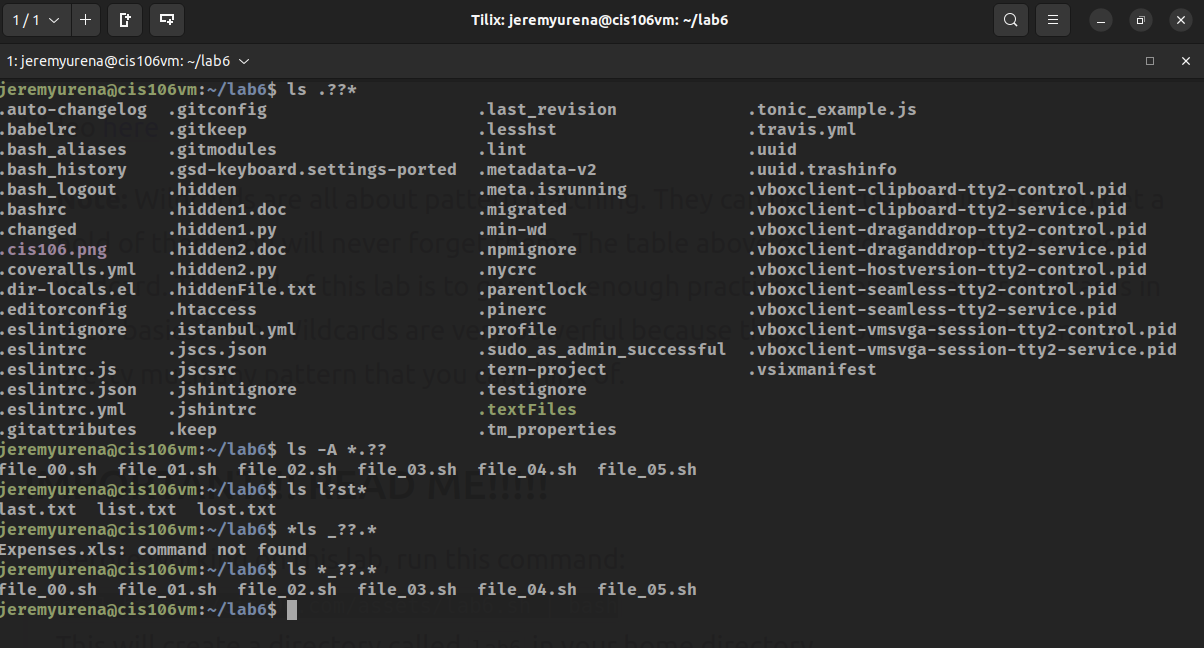 1 / 1
Tilix: jeremyurena@cis106vm: ~/lab6
1: jeremyurena@cis106vm: ~/lab6
jeremyurena@cis106vm:~/lab6$ ls .??*
.auto-changelog .gitconfig .last_revision .tonic_example.js
.babelrc .gitkeep .lesshst .travis.yml
.bash_aliases .gitmodules .lint .uuid
.bash_history .gsd-keyboard.settings-ported .metadata-v2 .uuid.trashinfo
.bash_logout .hidden .meta.isrunning .vboxclient-clipboard-tty2-control.pid
.bashrc .hidden1.doc .migrated .vboxclient-clipboard-tty2-service.pid
.changed .hidden1.py .min-wd .vboxclient-draganddrop-tty2-control.pid
.cis106.png .hidden2.doc .npmignore .vboxclient-draganddrop-tty2-service.pid
.coveralls.yml .hidden2.py .nycrc .vboxclient-hostversion-tty2-control.pid
.dir-locals.el .hiddenFile.txt .parentlock .vboxclient-seamless-tty2-control.pid
.editorconfig .htaccess .pinerc .vboxclient-seamless-tty2-service.pid
.eslintignore .istanbul.yml .profile .vboxclient-vmsvga-session-tty2-control.pid
.eslintrc .jscs.json .sudo_as_admin_successful .vboxclient-vmsvga-session-tty2-service.pid
.eslintrc.js .jscsrc .tern-project .vsixmanifest
.eslintrc.json .jshintignore .testignore
.eslintrc.yml .jshintrc .textFiles
.gitattributes .keep .tm_properties
jeremyurena@cis106vm:~/lab6$ ls -A *.??
file_00.sh file_01.sh file_02.sh file_03.sh file_04.sh file_05.sh
jeremyurena@cis106vm:~/lab6$ ls l?st*
last.txt list.txt lost.txt
jeremyurena@cis106vm:~/lab6$ *ls _??.*
Expenses.xls: command not found
jeremyurena@cis106vm:~/lab6$ ls *_??.*
file_00.sh file_01.sh file_02.sh file_03.sh file_04.sh file_05.sh
jeremyurena@cis106vm:~/lab6$